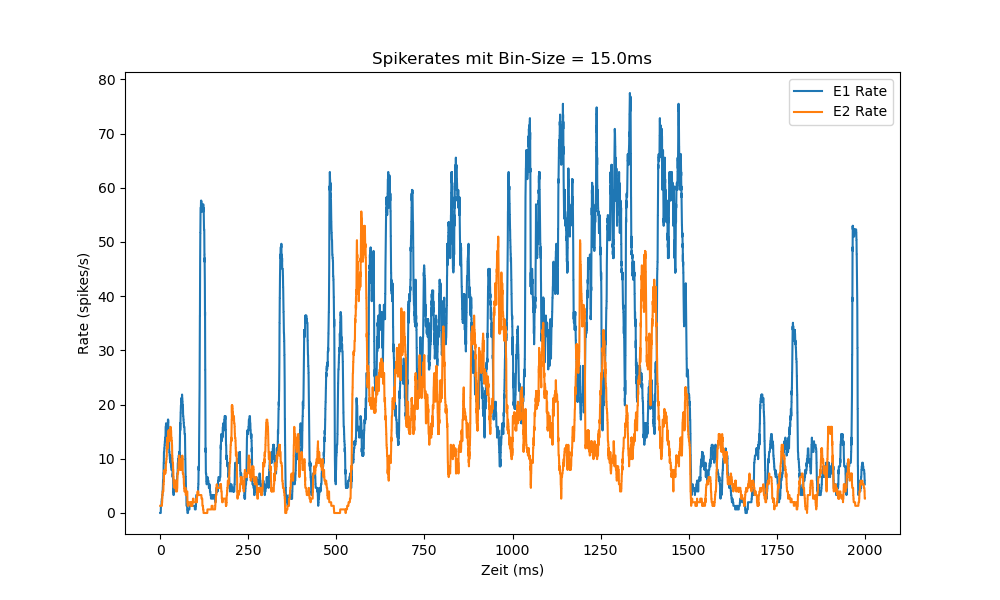 Spikerates mit Bin-Size = 15.0ms
E1 Rate
E2 Rate
80
70
60
50
40
30
20
10
0
Rate (spikes/s)
0 250 500 750 1000 1250 1500 1750 2000
Zeit (ms)